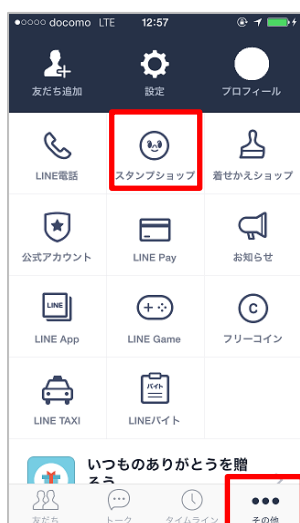 docomo LTE 12:57
友だち追加 設定 プロフィール
LINE電話 スタンプショップ 着せかえショップ
公式アカウント LINE Pay お知らせ
LINE
LINE App LINE Game フリーコイン
C
バイト
LINE TAXI LINEバイト
いつものありがとうを贈
ろう
友だち トーク タイムライン その他